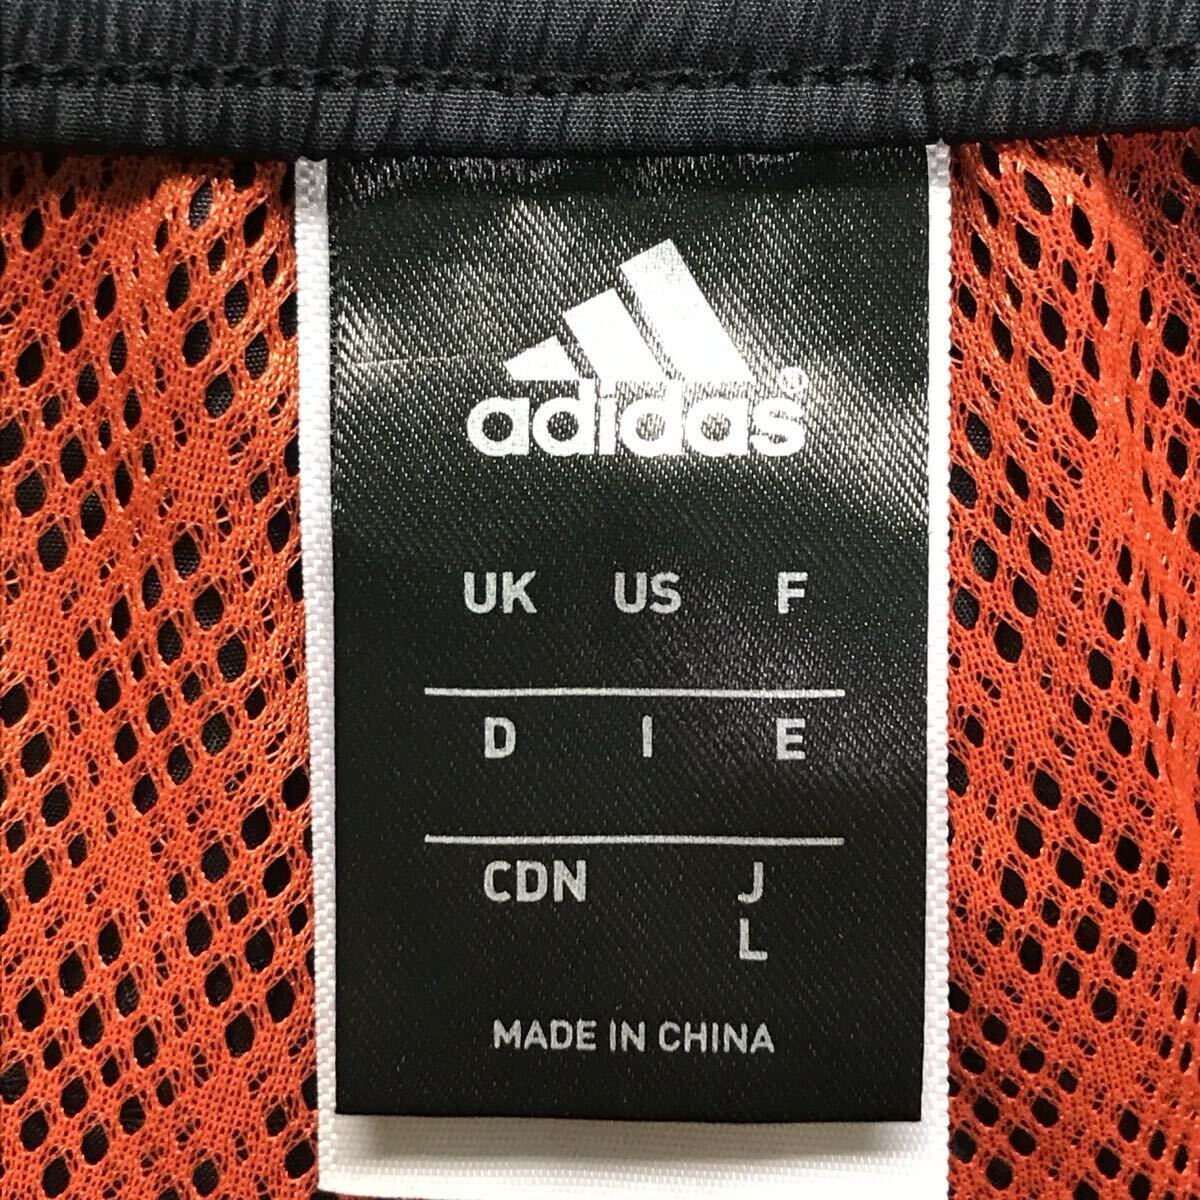 adidas®
UK US F
D I E
CDN J
L
MADE IN CHINA